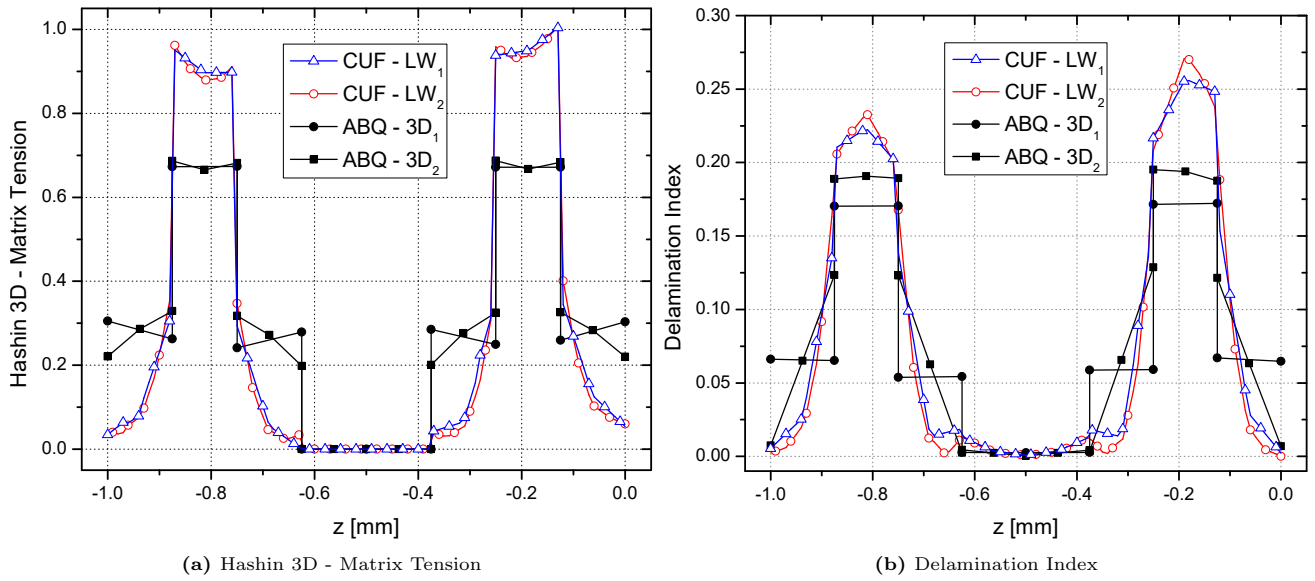 Hashin 3D - Matrix Tension
1.0
0.8
0.6
0.4
0.2
0.0
-1.0
-0.8
-0.6
-0.4
-0.2
0.0
z [mm]
CUF - LW₁
CUF - LW₂
ABQ - 3D₁
ABQ - 3D₂
(a) Hashin 3D - Matrix Tension
Delamination Index
0.30
0.25
0.20
0.15
0.10
0.05
0.00
-1.0
-0.8
-0.6
-0.4
-0.2
0.0
z [mm]
CUF - LW₁
CUF - LW₂
ABQ - 3D₁
ABQ - 3D₂
(b) Delamination Index